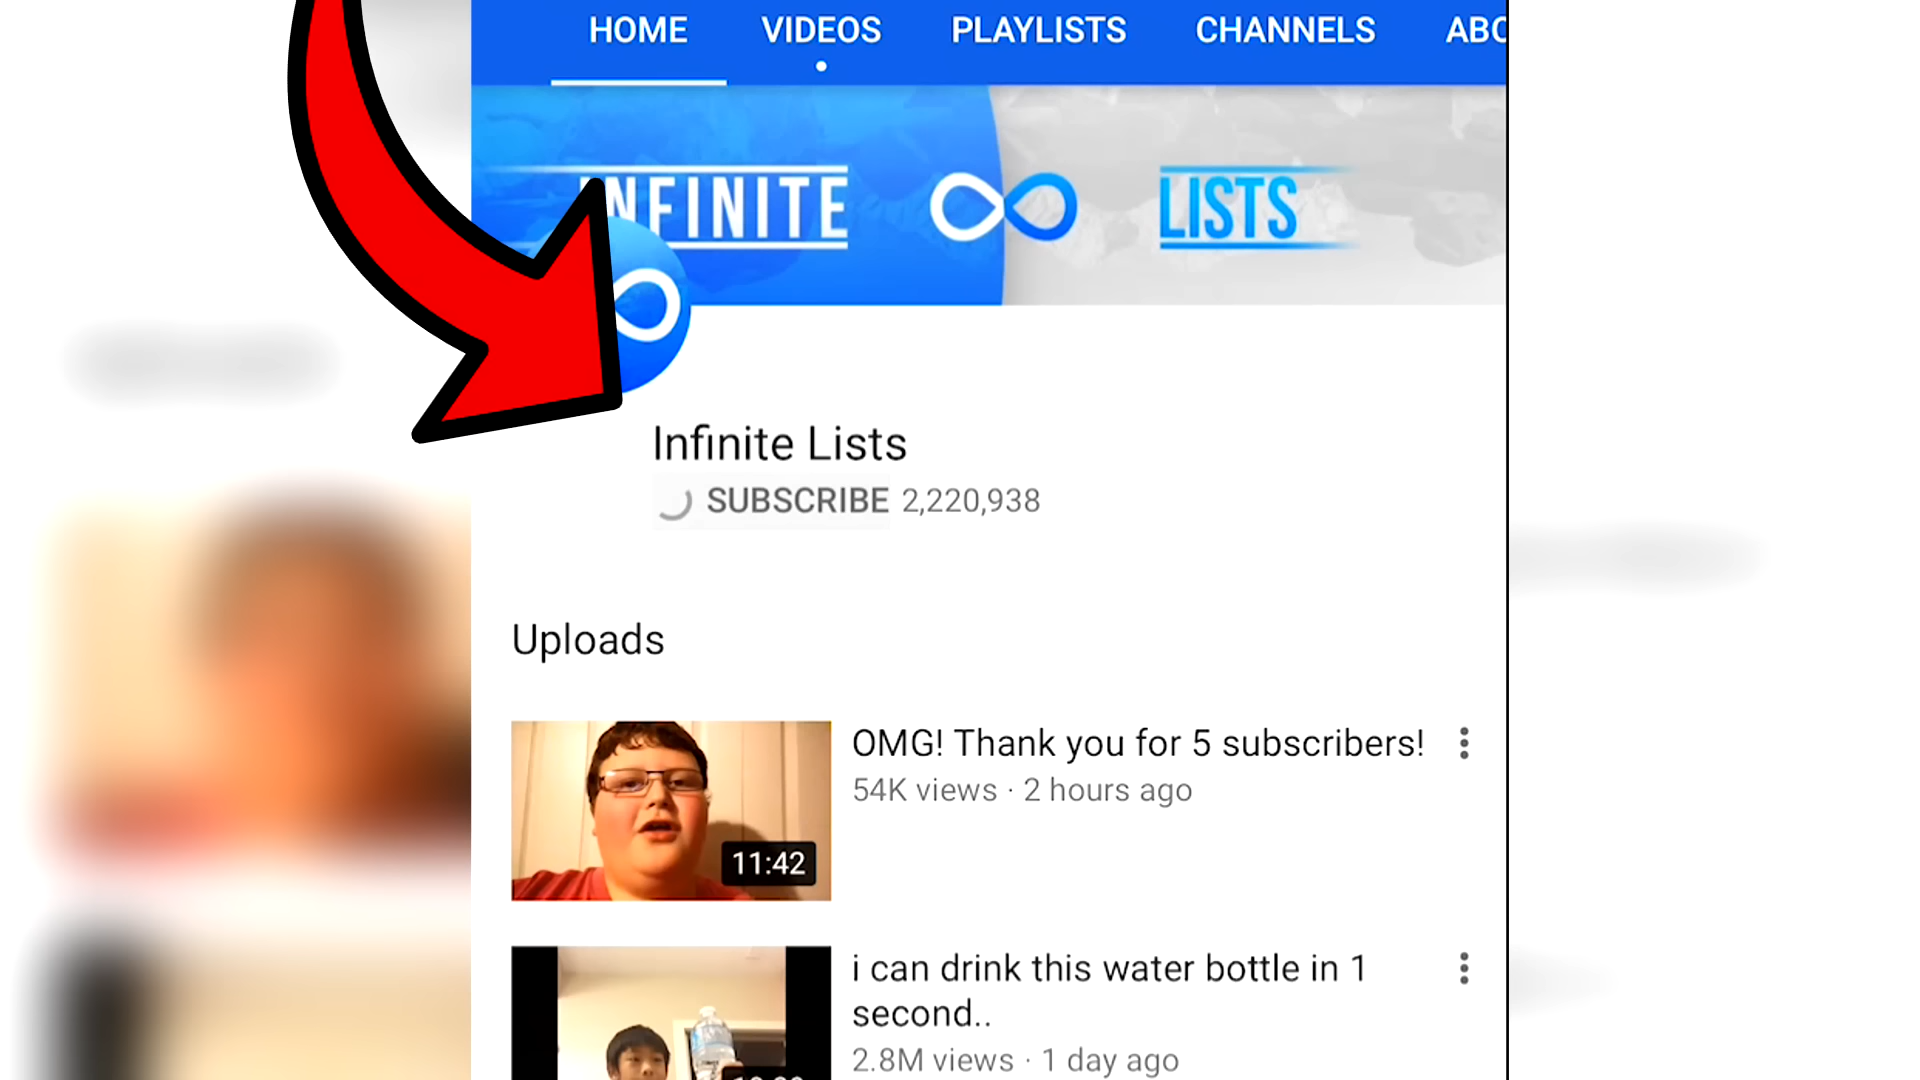 HOME VIDEOS PLAYLISTS CHANNELS ABO
INFINITE LISTS
Infinite Lists
SUBSCRIBE 2,220,938
Uploads
OMG! Thank you for 5 subscribers!
54K views · 2 hours ago
11:42
i can drink this water bottle in 1
second..
2.8M views · 1 day ago